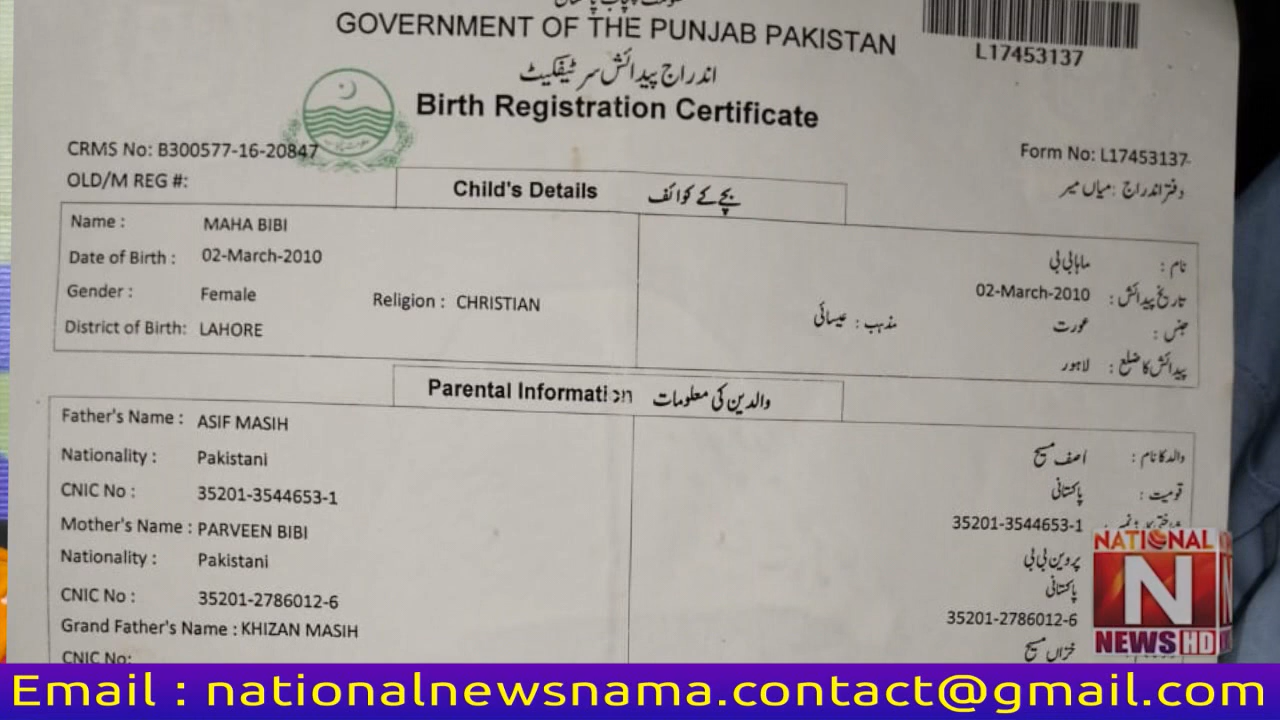 GOVERNMENT OF THE PUNJAB PAKISTAN
L17453137
اندراج پیدائش سرٹیفکیٹ
Birth Registration Certificate
CRMS No: B300577-16-20847
Form No: L17453137
OLD/M REG #:
دفتر اندراج : میاں میر
Child's Details بچے کے کوائف
Name : MAHA BIBI
نام : ماہا بی بی
Date of Birth : 02-March-2010
تاریخ پیدائش : 02-March-2010
Gender : Female Religion : CHRISTIAN
جنس : عورت مذہب : عیسائی
District of Birth: LAHORE
پیدائش کا ضلع : لاہور
Parental Information والدین کی معلومات
Father's Name : ASIF MASIH
والد کا نام : آصف مسیح
Nationality : Pakistani
قومیت : پاکستانی
CNIC No : 35201-3544653-1
35201-3544653-1
Mother's Name : PARVEEN BIBI
پروین بی بی
Nationality : Pakistani
پاکستانی
CNIC No : 35201-2786012-6
35201-2786012-6
Grand Father's Name : KHIZAN MASIH
خزاں مسیح
CNIC No:
NATIONAL
N
NEWS HD
Email : nationalnewsnama.contact@gmail.com